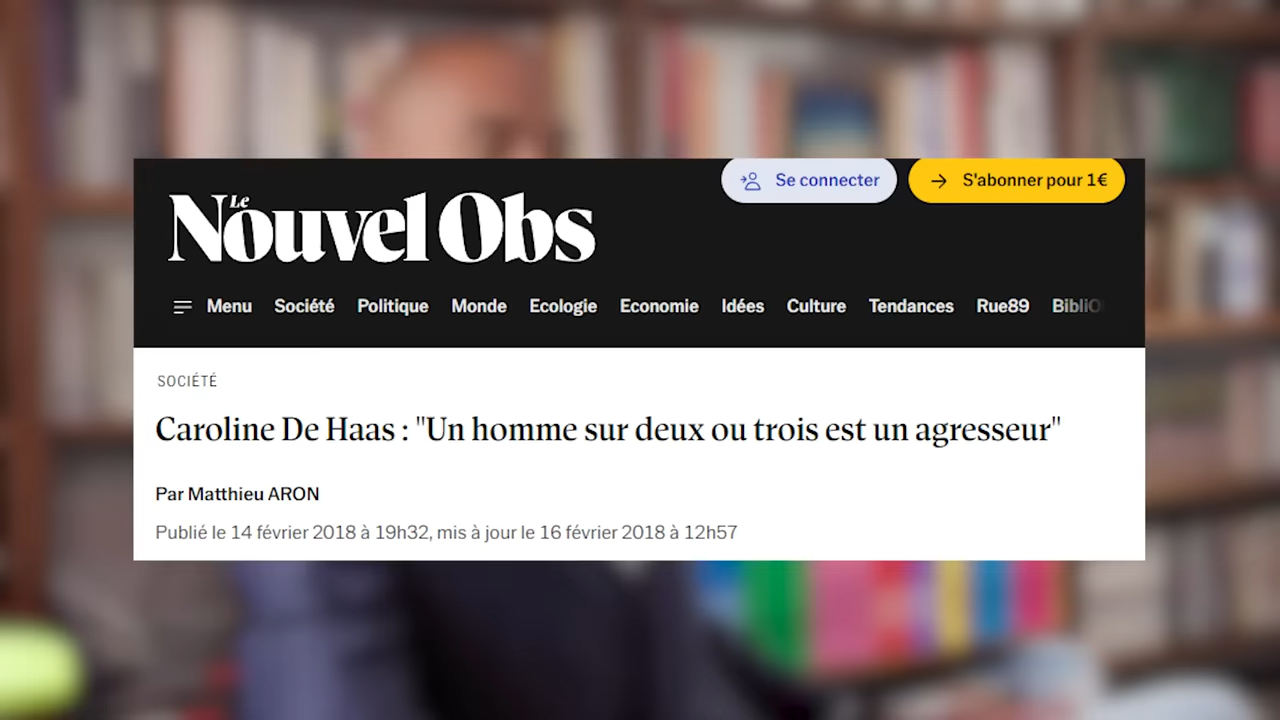 Se connecter
S'abonner pour 1€
Le Nouvel Obs
Menu Société Politique Monde Ecologie Economie Idées Culture Tendances Rue89 BibliO
SOCIÉTÉ
Caroline De Haas : "Un homme sur deux ou trois est un agresseur"
Par Matthieu ARON
Publié le 14 février 2018 à 19h32, mis à jour le 16 février 2018 à 12h57